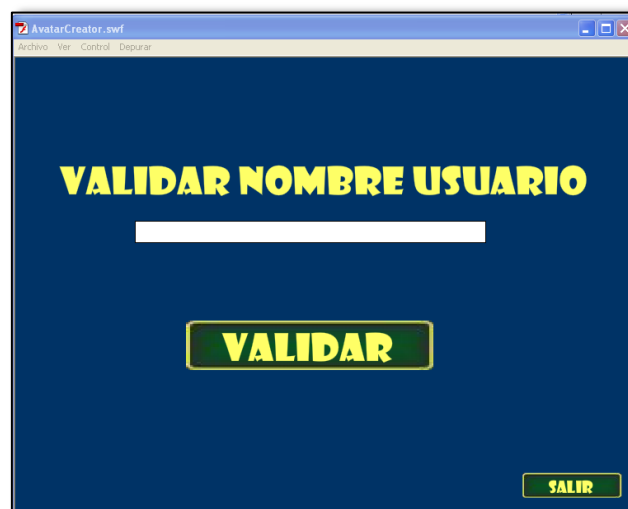 AvatarCreator.swf
Archivo Ver Control Depurar
VALIDAR NOMBRE USUARIO
VALIDAR
SALIR